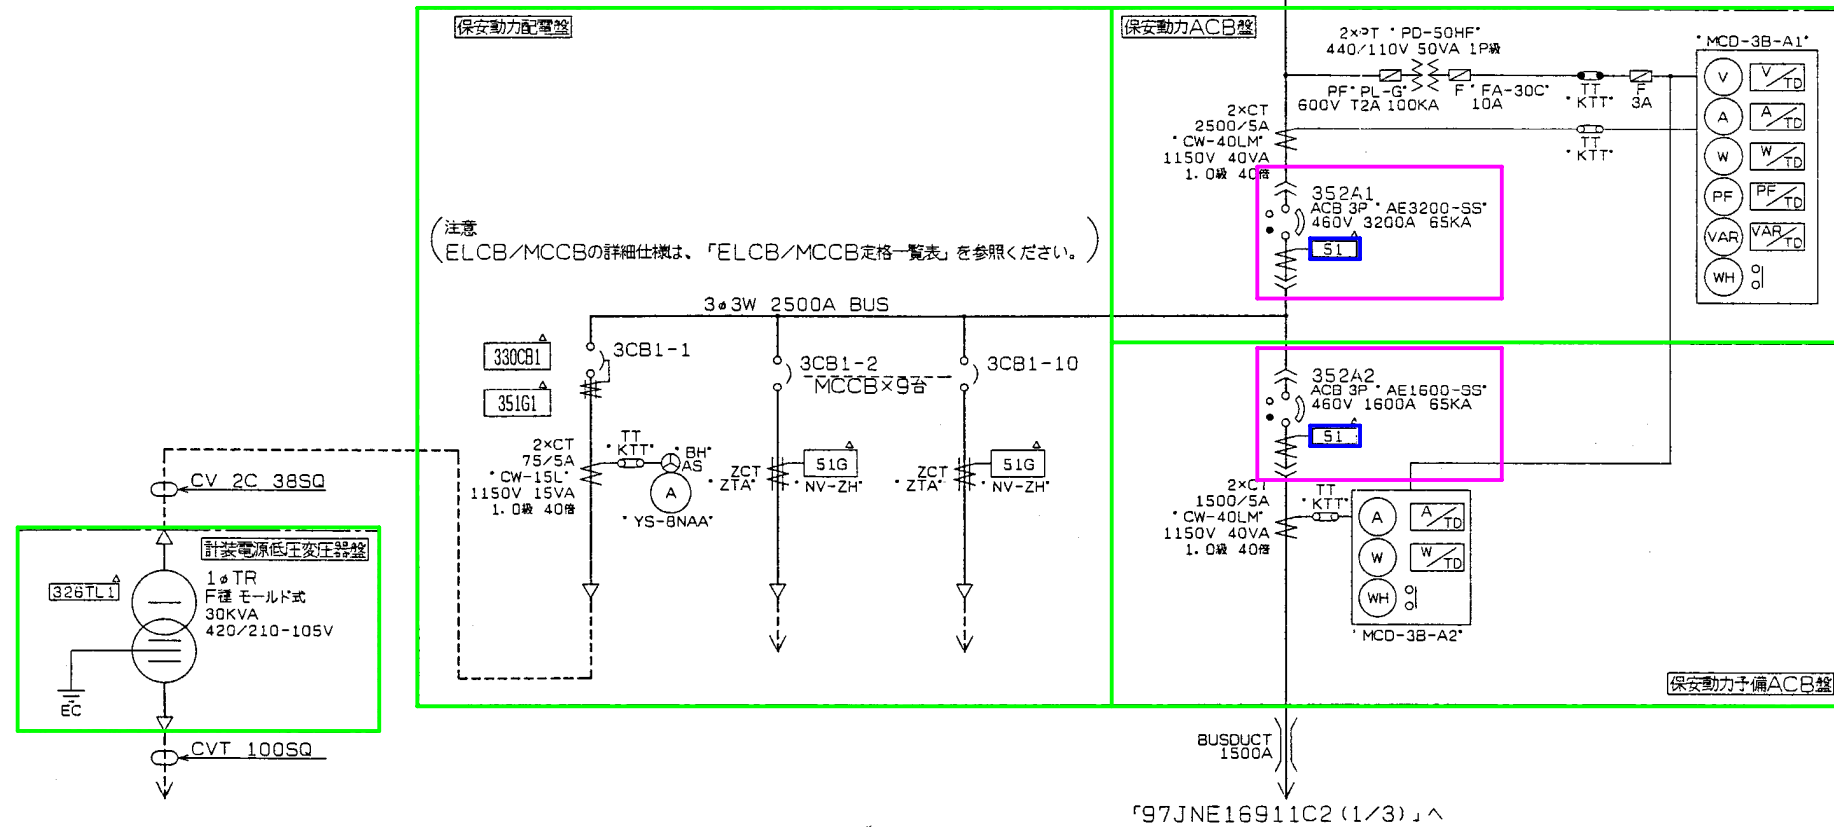 保安動力配電盤
(注意
ELCB/MCCBの詳細仕様は、「ELCB/MCCB定格一覧表」を参照ください。)
3φ3W 2500A BUS
330CB1
351G1
3CB1-1
3CB1-2
MCCB×9台
3CB1-10
2×CT
75/5A
"CW-15L"
1150V 15VA
1.0級 40倍
TT
"KTT"
"BH"
AS
A
"YS-8NAA"
ZCT
"ZTA"
51G
"NV-ZH"
ZCT
"ZTA"
51G
"NV-ZH"
CV 2C 38SQ
計装電源低圧変圧器盤
326TL1
1φTR
F種 モールド式
30KVA
420/210-105V
EC
CVT 100SQ
保安動力ACB盤
2×PT "PD-50HF"
440/110V 50VA 1P級
PF"PL-G"
600V T2A 100KA
F "FA-30C"
10A
TT
"KTT"
F
3A
TT
"KTT"
2×CT
2500/5A
"CW-40LM"
1150V 40VA
1.0級 40倍
352A1
ACB 3P "AE3200-SS"
460V 3200A 65KA
51
"MCD-3B-A1"
V V/TD
A A/TD
W W/TD
PF PF/TD
VAR VAR/TD
WH
352A2
ACB 3P "AE1600-SS"
460V 1600A 65KA
51
2×CT
1500/5A
"CW-40LM"
1150V 40VA
1.0級 40倍
TT
"KTT"
A A/TD
W W/TD
WH
"MCD-3B-A2"
保安動力予備ACB盤
BUSDUCT
1500A
「97JNE16911C2(1/3)」へ